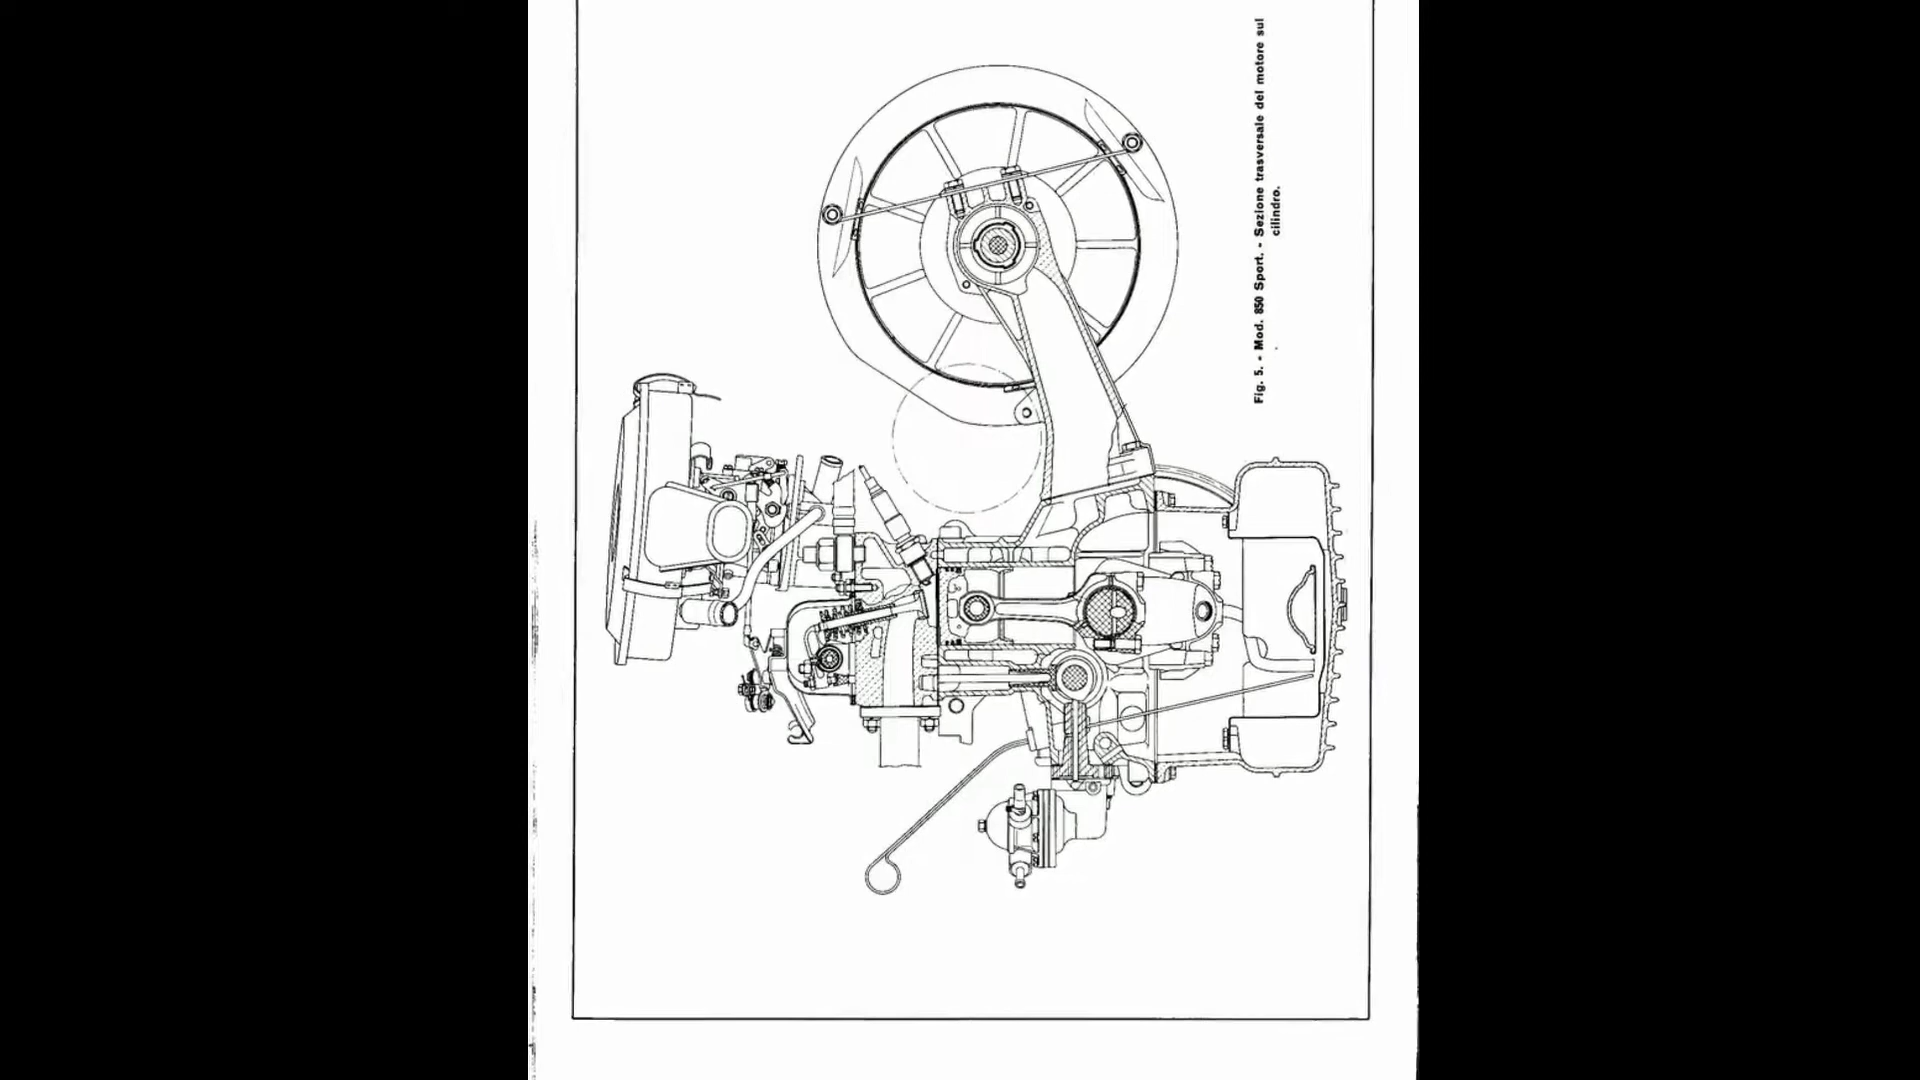 Fig. 5. - Mod. 850 Sport. - Sezione trasversale del motore sul
cilindro.